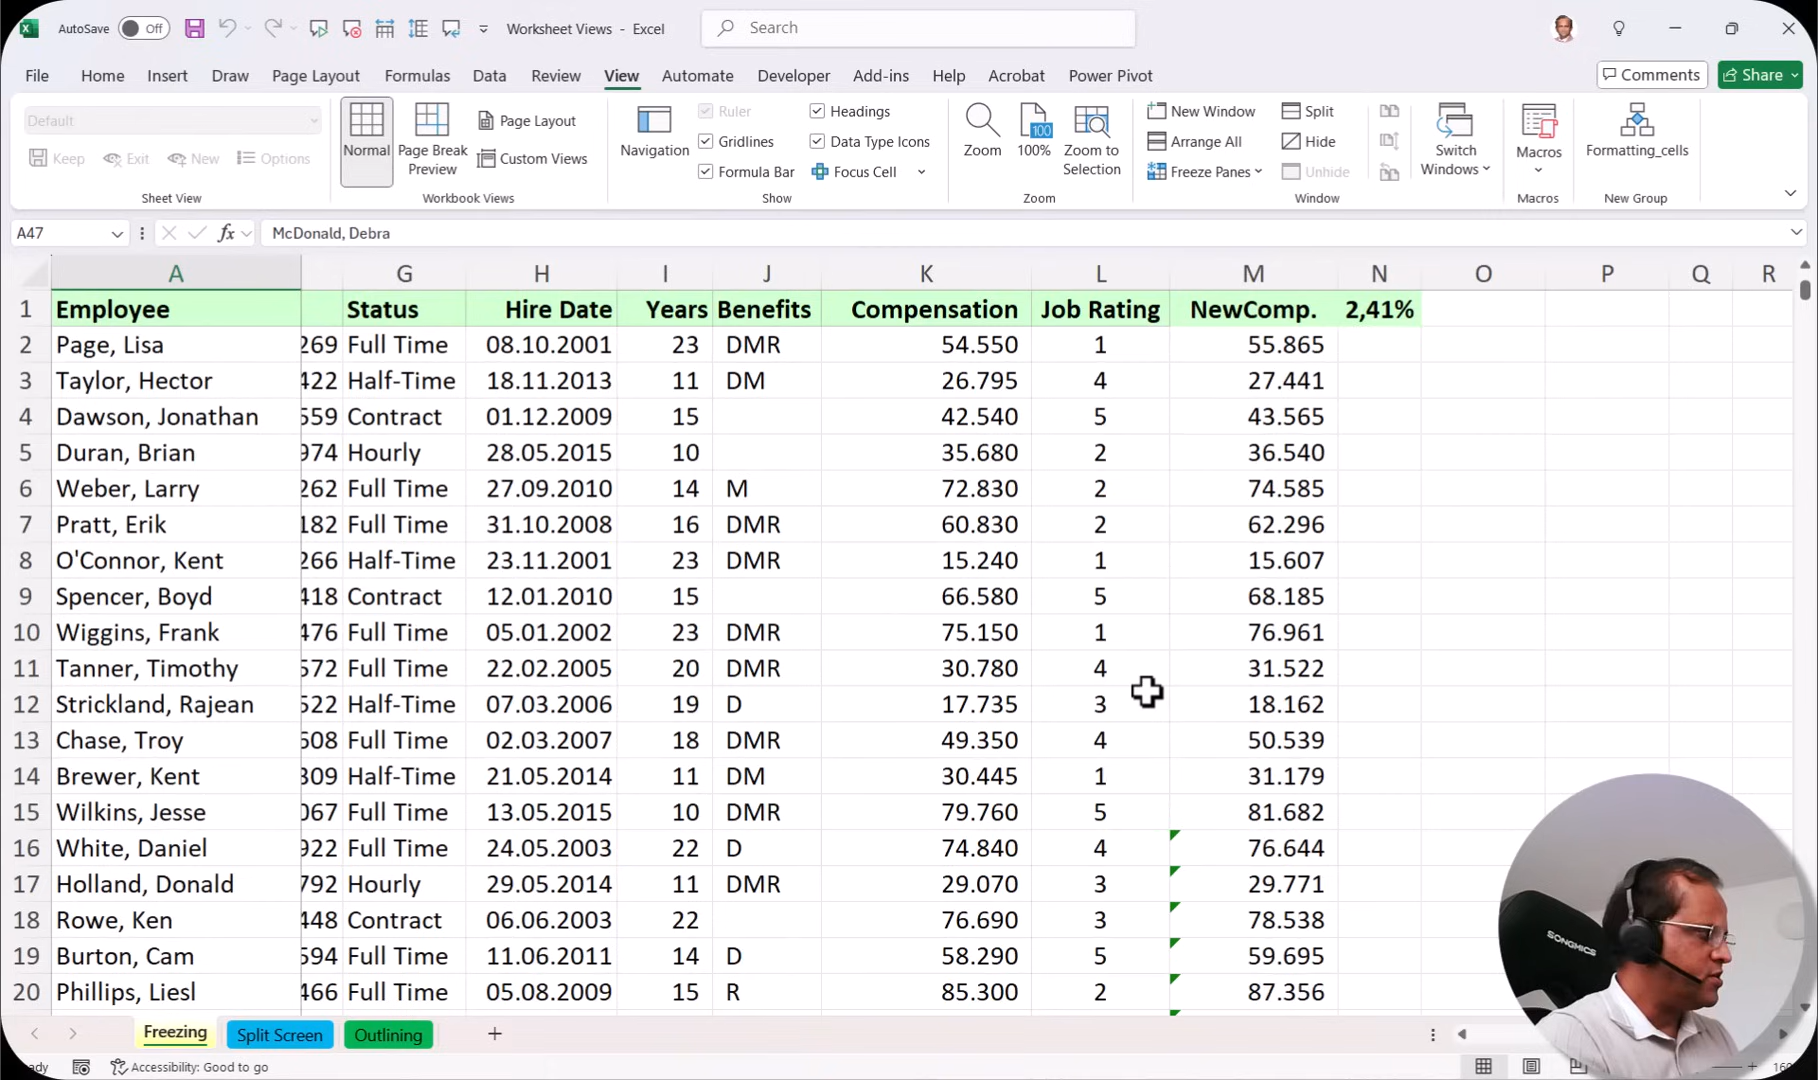 AutoSave Off Worksheet Views - Excel Search
File Home Insert Draw Page Layout Formulas Data Review View Automate Developer Add-ins Help Acrobat Power Pivot Comments Share
Default
Keep Exit New Options
Sheet View
Normal
Page Break Preview
Page Layout
Custom Views
Workbook Views
Navigation
Ruler
Gridlines
Formula Bar
Headings
Data Type Icons
Focus Cell
Show
Zoom
100
100%
Zoom to Selection
Zoom
New Window
Arrange All
Freeze Panes
Split
Hide
Unhide
Switch Windows
Window
Macros
Macros
Formatting_cells
New Group
A47 fx McDonald, Debra
A G H I J K L M N O P Q R
1 Employee Status Hire Date Years Benefits Compensation Job Rating NewComp. 2,41%
2 Page, Lisa 269 Full Time 08.10.2001 23 DMR 54.550 1 55.865
3 Taylor, Hector 422 Half-Time 18.11.2013 11 DM 26.795 4 27.441
4 Dawson, Jonathan 559 Contract 01.12.2009 15 42.540 5 43.565
5 Duran, Brian 974 Hourly 28.05.2015 10 35.680 2 36.540
6 Weber, Larry 262 Full Time 27.09.2010 14 M 72.830 2 74.585
7 Pratt, Erik 182 Full Time 31.10.2008 16 DMR 60.830 2 62.296
8 O'Connor, Kent 266 Half-Time 23.11.2001 23 DMR 15.240 1 15.607
9 Spencer, Boyd 418 Contract 12.01.2010 15 66.580 5 68.185
10 Wiggins, Frank 476 Full Time 05.01.2002 23 DMR 75.150 1 76.961
11 Tanner, Timothy 572 Full Time 22.02.2005 20 DMR 30.780 4 31.522
12 Strickland, Rajean 522 Half-Time 07.03.2006 19 D 17.735 3 18.162
13 Chase, Troy 608 Full Time 02.03.2007 18 DMR 49.350 4 50.539
14 Brewer, Kent 309 Half-Time 21.05.2014 11 DM 30.445 1 31.179
15 Wilkins, Jesse 067 Full Time 13.05.2015 10 DMR 79.760 5 81.682
16 White, Daniel 922 Full Time 24.05.2003 22 D 74.840 4 76.644
17 Holland, Donald 792 Hourly 29.05.2014 11 DMR 29.070 3 29.771
18 Rowe, Ken 448 Contract 06.06.2003 22 76.690 3 78.538
19 Burton, Cam 594 Full Time 11.06.2011 14 D 58.290 5 59.695
20 Phillips, Liesl 466 Full Time 05.08.2009 15 R 85.300 2 87.356
SONGMICS
Freezing Split Screen Outlining
Accessibility: Good to go